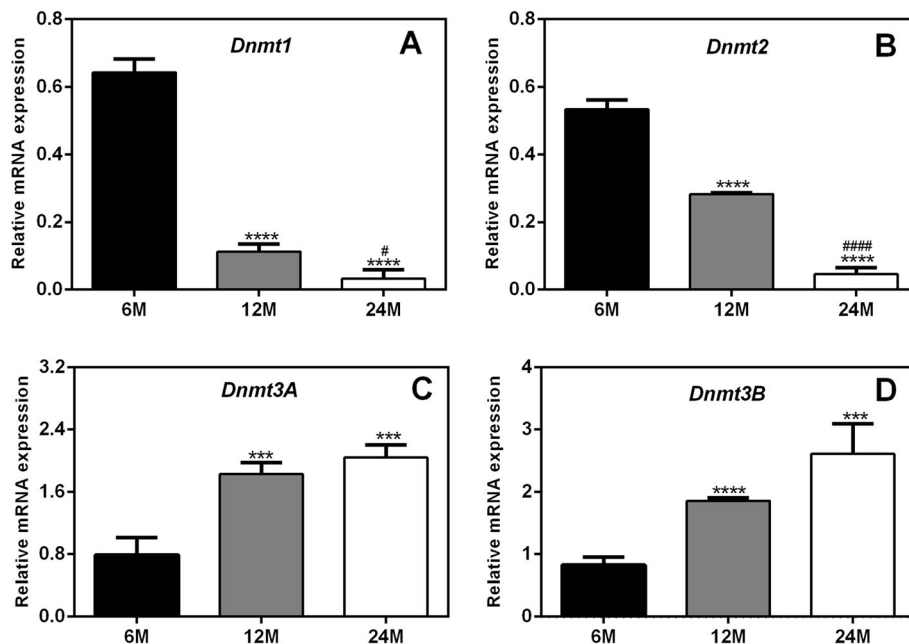 Dnmt1
A
Relative mRNA expression
0.8
0.6
0.4
0.2
0.0
****
#
****
6M
12M
24M
Dnmt2
B
Relative mRNA expression
0.8
0.6
0.4
0.2
0.0
****
####
****
6M
12M
24M
Dnmt3A
C
Relative mRNA expression
3.2
2.4
1.6
0.8
0.0
***
***
6M
12M
24M
Dnmt3B
D
Relative mRNA expression
4
3
2
1
0
****
***
6M
12M
24M